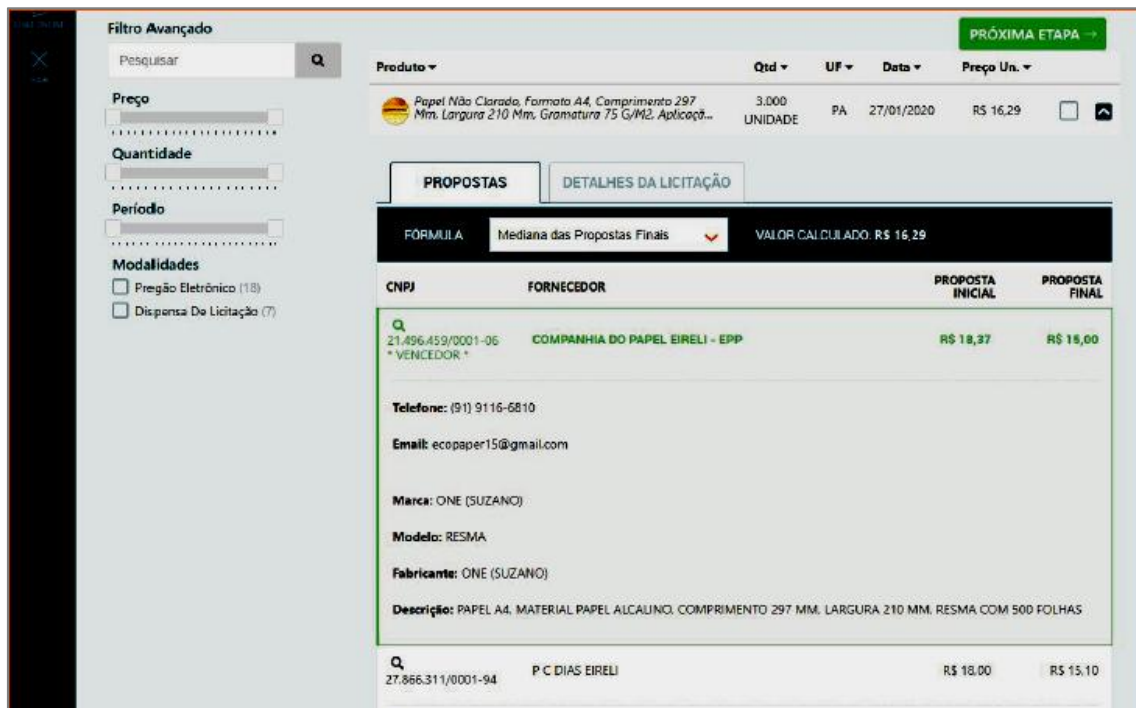 Filtro Avançado
Pesquisar
Preço
Quantidade
Período
Modalidades
Pregão Eletrônico (18)
Dispensa De Licitação (7)
PRÓXIMA ETAPA →
Produto Qtd UF Data Preço Un.
Papel Não Clorado, Formato A4, Comprimento 297 3.000
Mm, Largura 210 Mm, Gramatura 75 G/M2, Aplicaçã... UNIDADE PA 27/01/2020 R$ 16,29
PROPOSTAS DETALHES DA LICITAÇÃO
FÓRMULA Mediana das Propostas Finais VALOR CALCULADO: R$ 16,29
CNPJ FORNECEDOR PROPOSTA INICIAL PROPOSTA FINAL
21.496.459/0001-06 COMPANHIA DO PAPEL EIRELI - EPP R$ 18,37 R$ 15,00
* VENCEDOR *
Telefone: (91) 9116-6810
Email: ecopaper15@gmail.com
Marca: ONE (SUZANO)
Modelo: RESMA
Fabricante: ONE (SUZANO)
Descrição: PAPEL A4, MATERIAL PAPEL ALCALINO, COMPRIMENTO 297 MM, LARGURA 210 MM, RESMA COM 500 FOLHAS
27.866.311/0001-94 P C DIAS EIRELI R$ 18,00 R$ 15,10